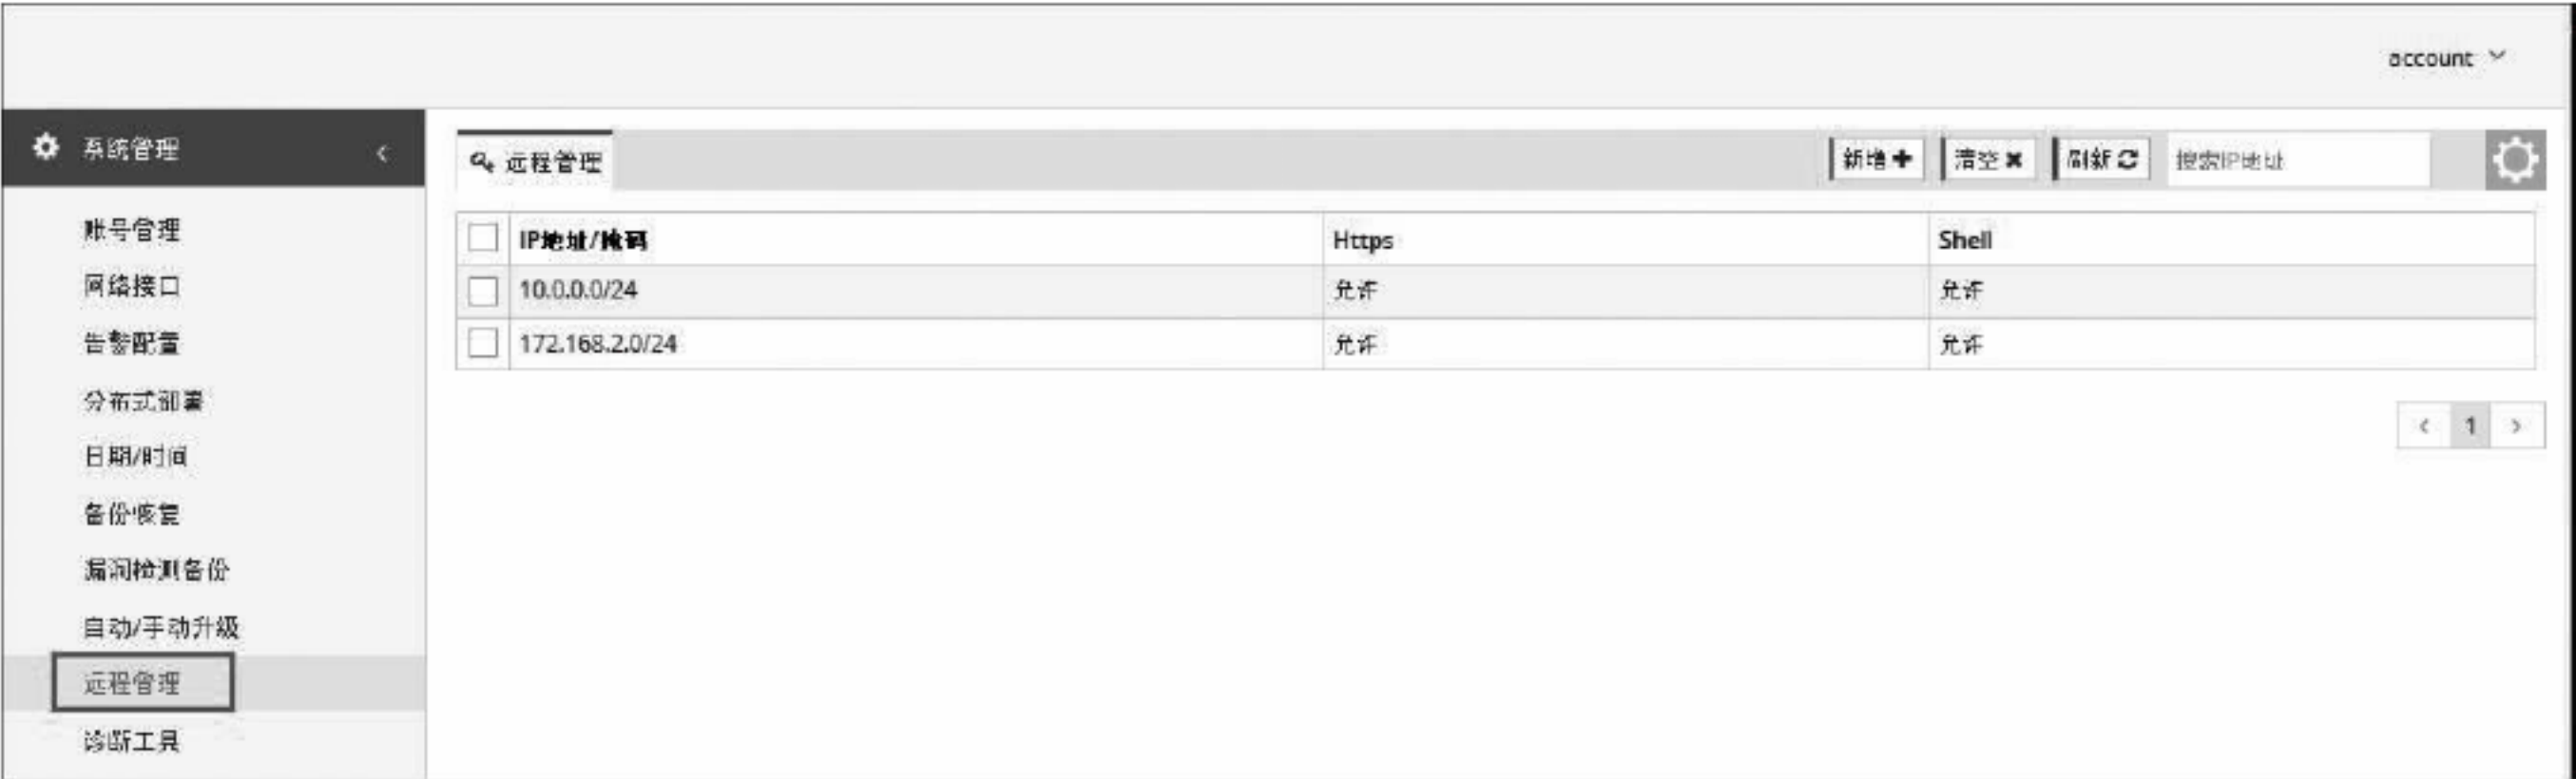 account
系统管理
账号管理
网络接口
告警配置
分布式部署
日期/时间
备份恢复
漏洞检测备份
自动/手动升级
远程管理
诊断工具
远程管理 新增 清空 刷新 搜索IP地址
IP地址/掩码 Https Shell
10.0.0.0/24 允许 允许
172.168.2.0/24 允许 允许
1